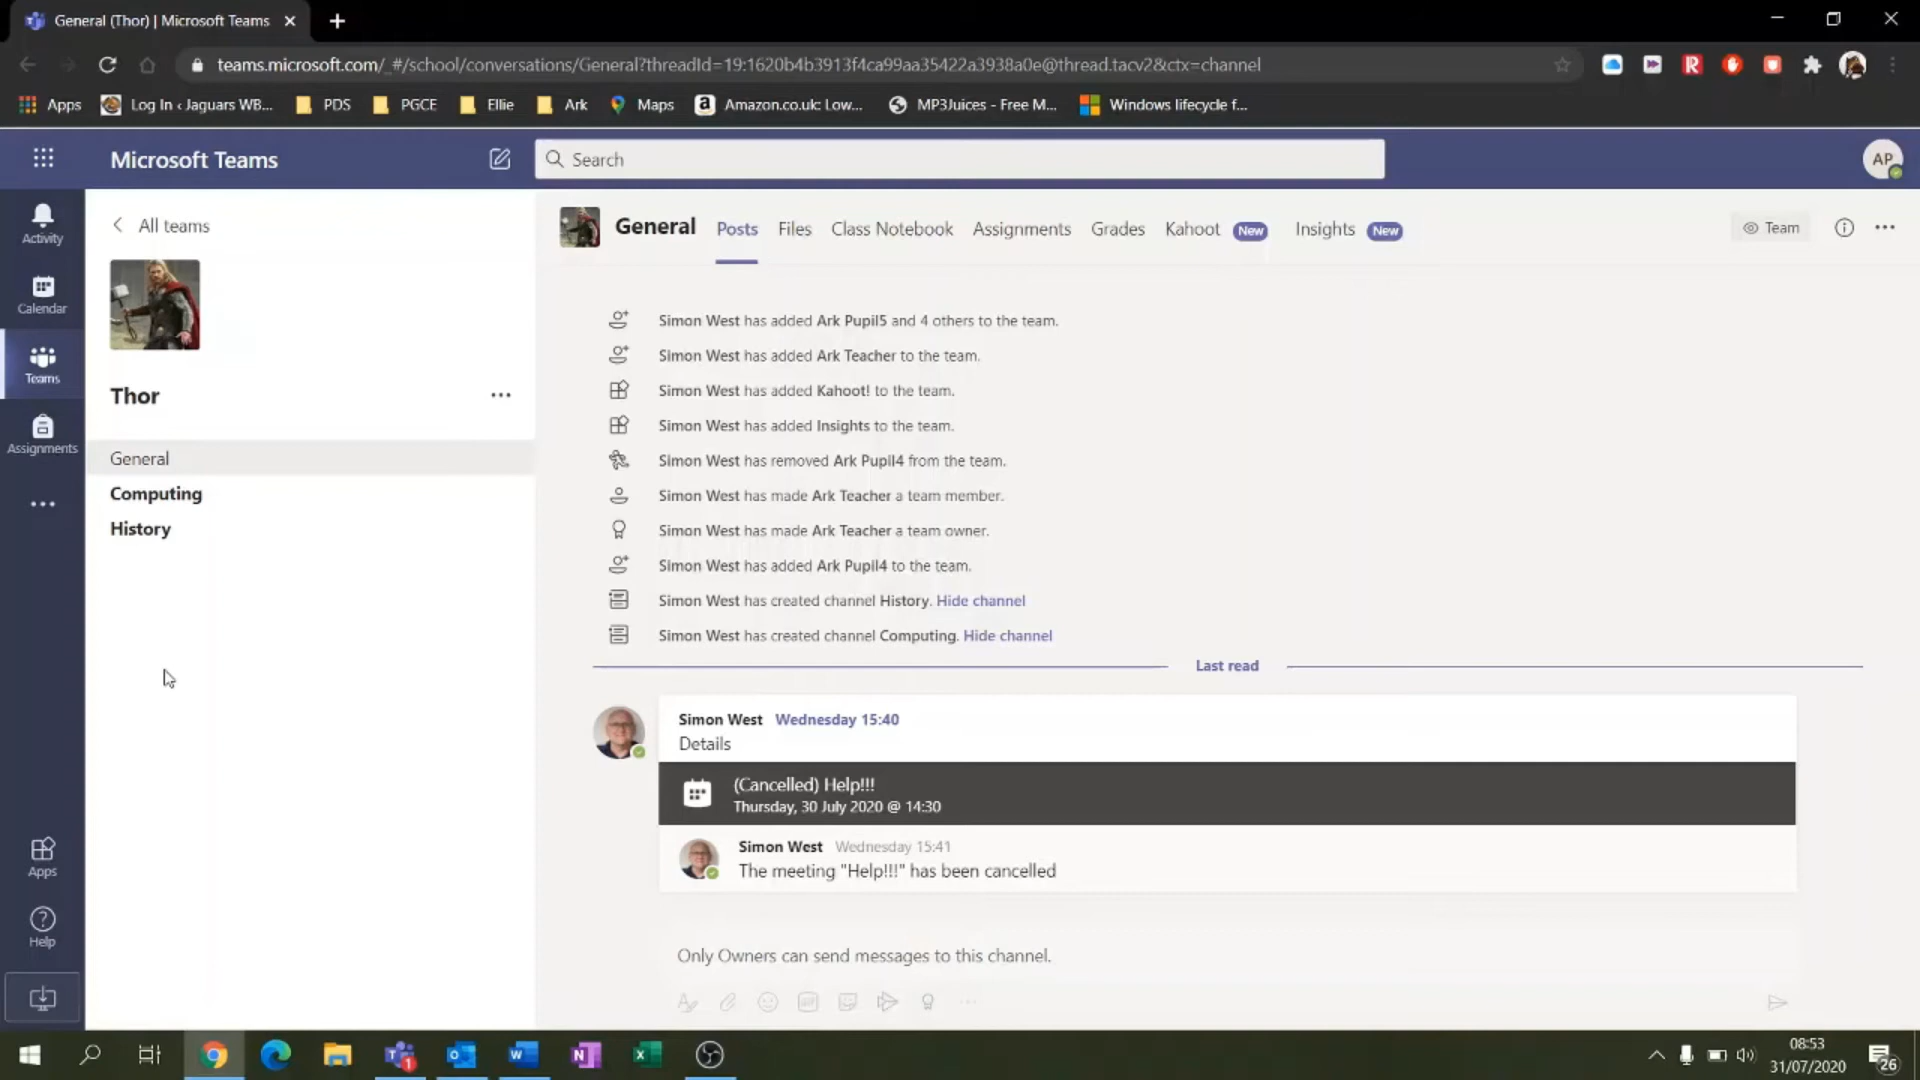 General (Thor) | Microsoft Teams
teams.microsoft.com/_#/school/conversations/General?threadId=19:1620b4b3913f4ca99aa35422a3938a0e@thread.tacv2&ctx=channel
Apps
Log In ‹ Jaguars WB...
PDS
PGCE
Ellie
Ark
Maps
Amazon.co.uk: Low...
MP3Juices - Free M...
Windows lifecycle f...
Microsoft Teams
Search
AP
Activity
Calendar
Teams
Assignments
Apps
Help
All teams
Thor
General
Computing
History
General
Posts
Files
Class Notebook
Assignments
Grades
Kahoot New
Insights New
Team
Simon West has added Ark Pupil5 and 4 others to the team.
Simon West has added Ark Teacher to the team.
Simon West has added Kahoot! to the team.
Simon West has added Insights to the team.
Simon West has removed Ark Pupil4 from the team.
Simon West has made Ark Teacher a team member.
Simon West has made Ark Teacher a team owner.
Simon West has added Ark Pupil4 to the team.
Simon West has created channel History. Hide channel
Simon West has created channel Computing. Hide channel
Last read
Simon West Wednesday 15:40
Details
(Cancelled) Help!!!
Thursday, 30 July 2020 @ 14:30
Simon West Wednesday 15:41
The meeting "Help!!!" has been cancelled
Only Owners can send messages to this channel.
08:53
31/07/2020
26